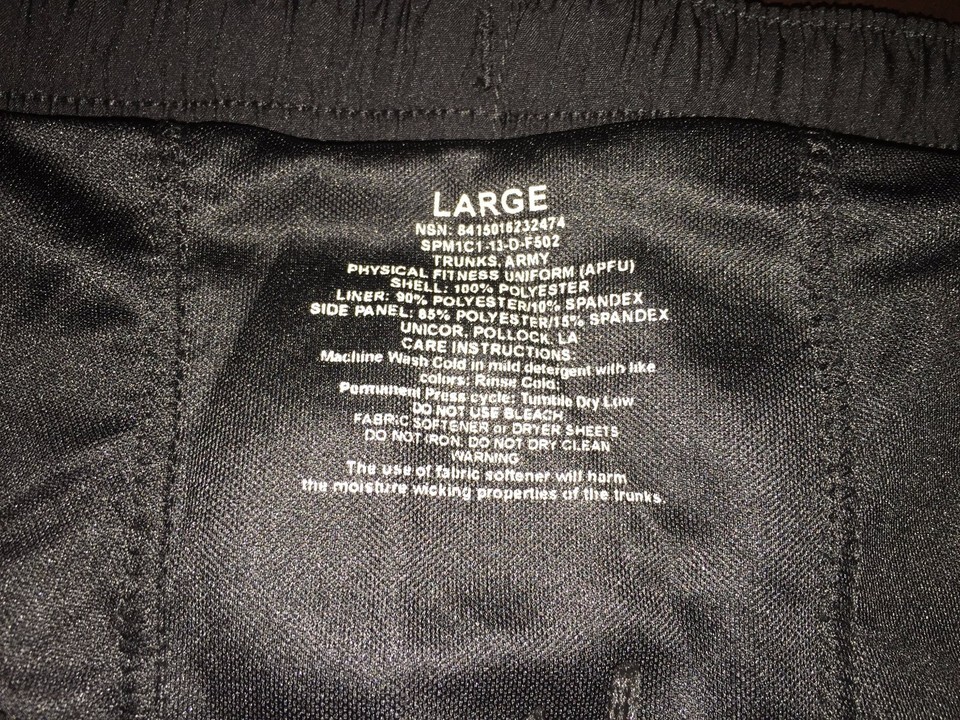 LARGE
NSN: 8415016232474
SPM1C1-13-D-F502
TRUNKS, ARMY
PHYSICAL FITNESS UNIFORM (APFU)
SHELL: 100% POLYESTER
LINER: 90% POLYESTER/10% SPANDEX
SIDE PANEL: 85% POLYESTER/15% SPANDEX
UNICOR, POLLOCK, LA
CARE INSTRUCTIONS:
Machine Wash Cold in mild detergent with like
colors: Rinse Cold:
Permanent Press cycle: Tumble Dry Low
DO NOT USE BLEACH
FABRIC SOFTENER or DRYER SHEETS
DO NOT IRON, DO NOT DRY CLEAN
WARNING
The use of fabric softener will harm
the moisture wicking properties of the trunks.